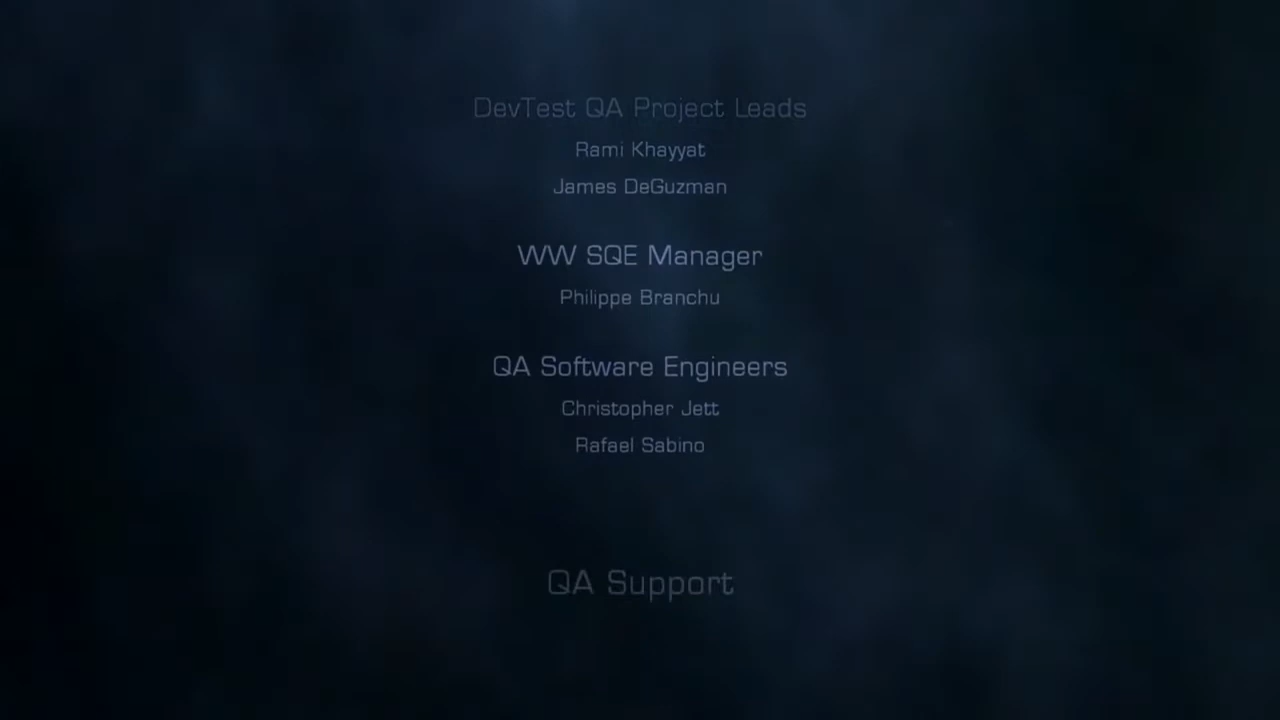 DevTest QA Project Leads
Rami Khayyat
James DeGuzman
WW SQE Manager
Philippe Branchu
QA Software Engineers
Christopher Jett
Rafael Sabino
QA Support